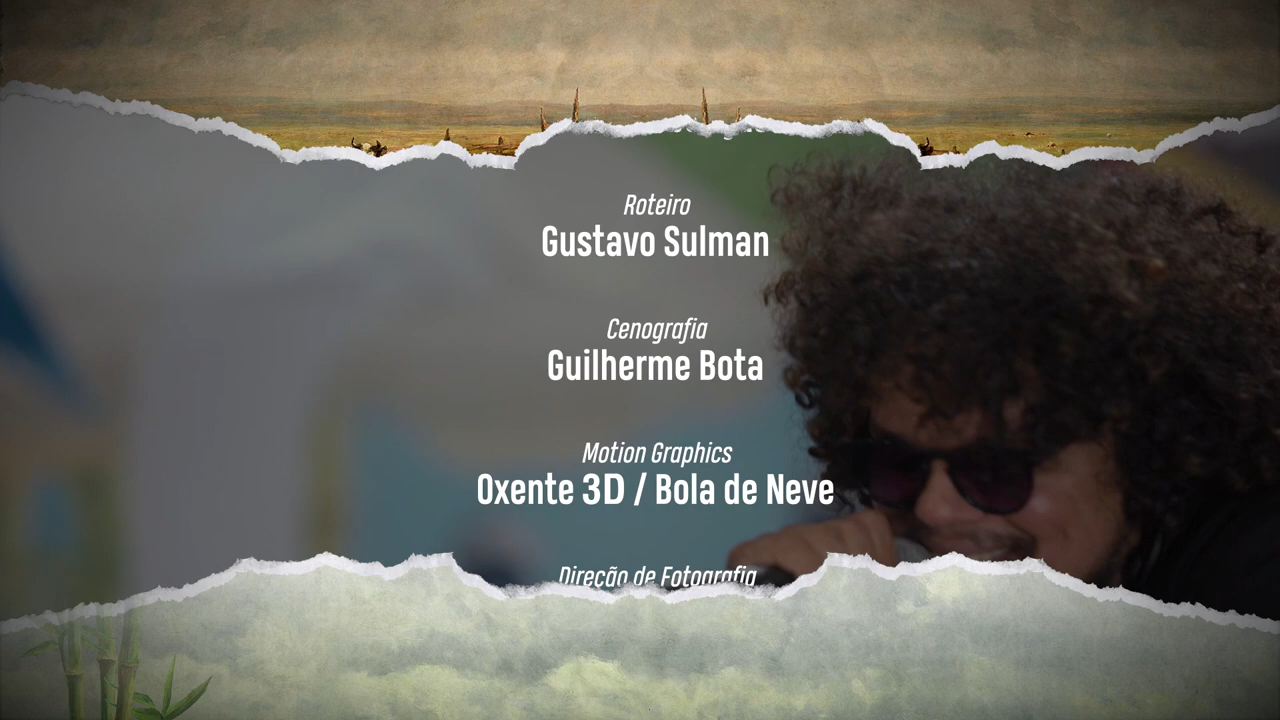 Roteiro
Gustavo Sulman
Cenografia
Guilherme Bota
Motion Graphics
Oxente 3D / Bola de Neve
Direção de Fotografia